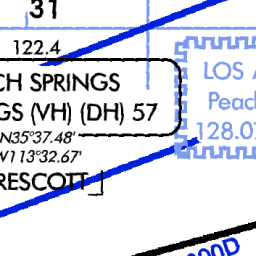 31
122.4
CH SPRINGS
GS (VH) (DH) 57
N35°37.48'
W113°32.67'
RESCOTT
LOS A
Peac
128.07
00D